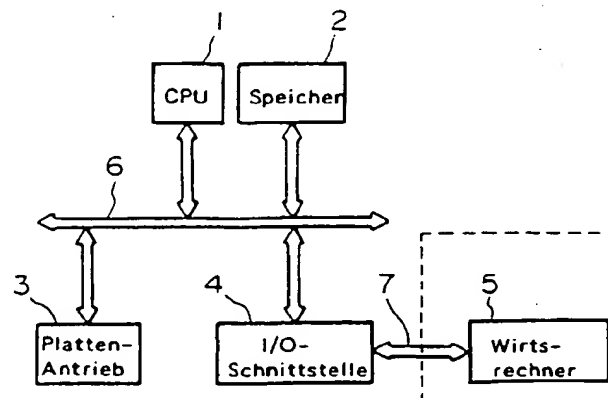 1
2
CPU
Speicher
6
3
4
7
5
Platten-
Antrieb
I/O-
Schnittstelle
Wirts-
rechner